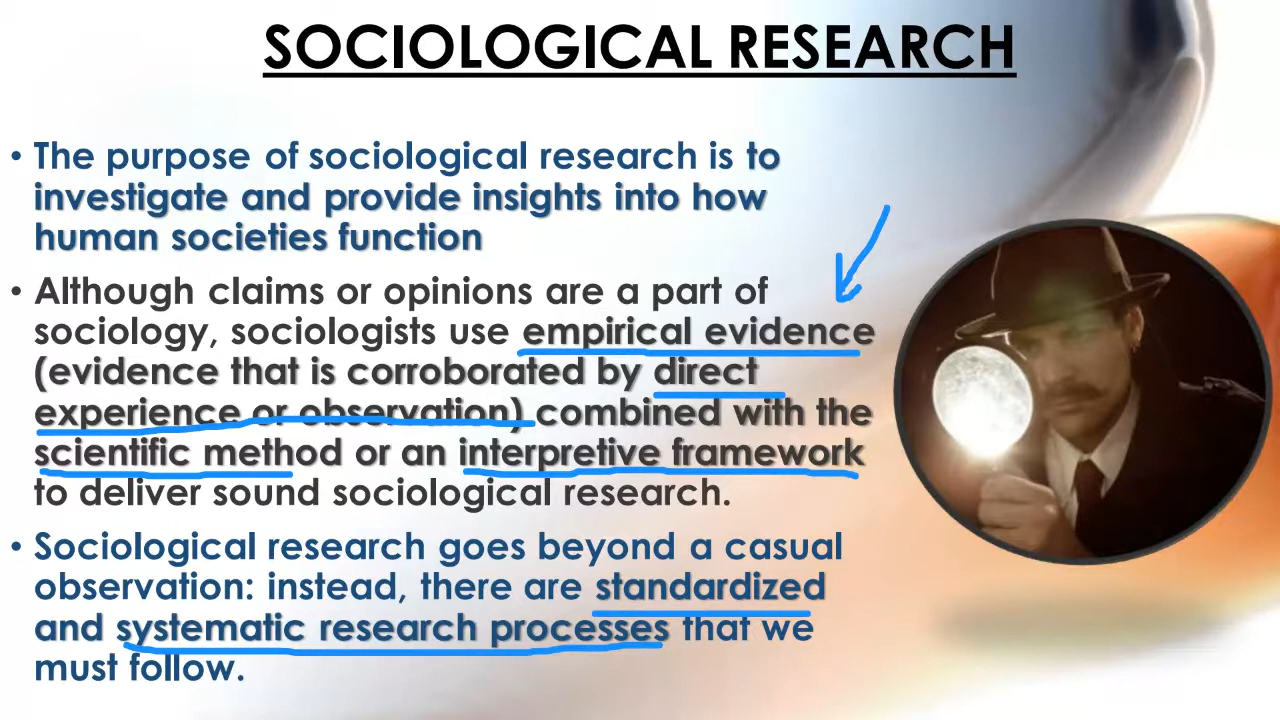 SOCIOLOGICAL RESEARCH
• The purpose of sociological research is to
investigate and provide insights into how
human societies function
• Although claims or opinions are a part of
sociology, sociologists use empirical evidence
(evidence that is corroborated by direct
experience or observation) combined with the
scientific method or an interpretive framework
to deliver sound sociological research.
• Sociological research goes beyond a casual
observation: instead, there are standardized
and systematic research processes that we
must follow.